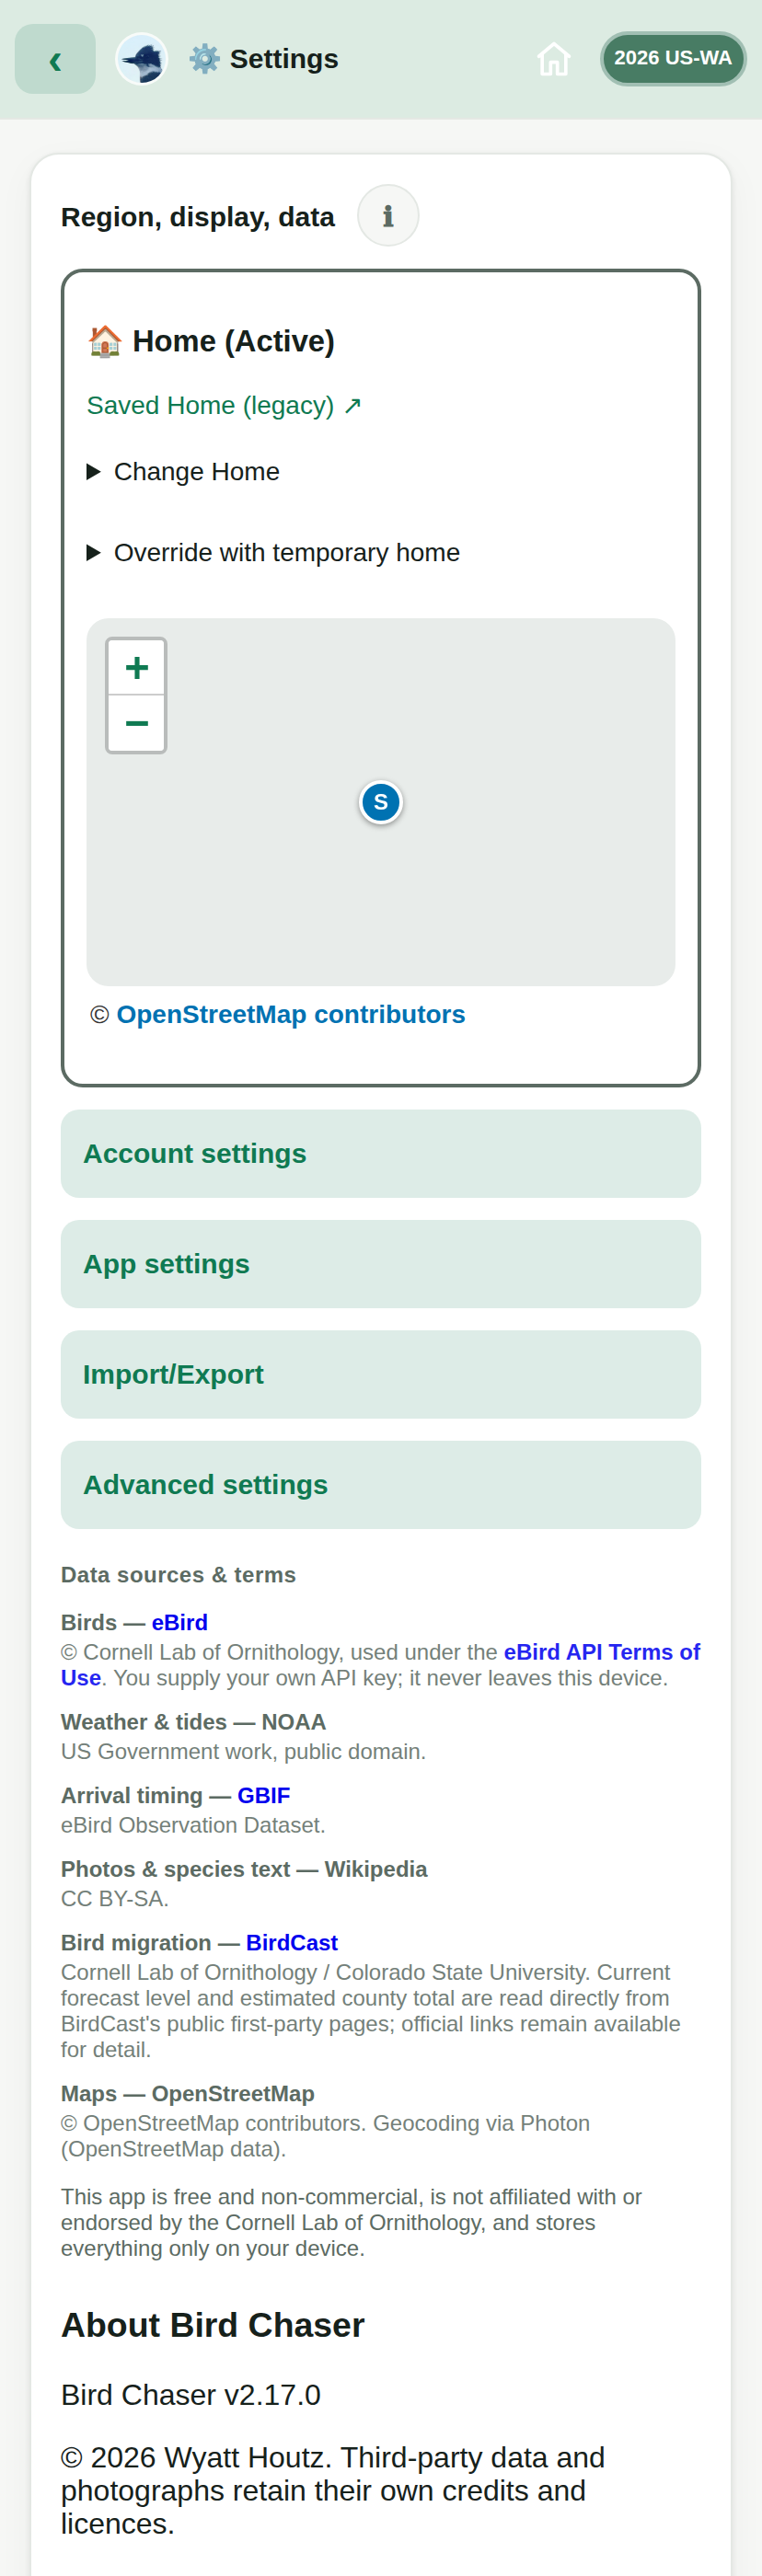 ‹ ⚙️ Settings 2026 US-WA
Region, display, data ℹ
🏠 Home (Active)
Saved Home (legacy) ↗
▶ Change Home
▶ Override with temporary home
+
−
S
© OpenStreetMap contributors
Account settings
App settings
Import/Export
Advanced settings
Data sources & terms
Birds — eBird
© Cornell Lab of Ornithology, used under the eBird API Terms of
Use. You supply your own API key; it never leaves this device.
Weather & tides — NOAA
US Government work, public domain.
Arrival timing — GBIF
eBird Observation Dataset.
Photos & species text — Wikipedia
CC BY-SA.
Bird migration — BirdCast
Cornell Lab of Ornithology / Colorado State University. Current
forecast level and estimated county total are read directly from
BirdCast's public first-party pages; official links remain available
for detail.
Maps — OpenStreetMap
© OpenStreetMap contributors. Geocoding via Photon
(OpenStreetMap data).
This app is free and non-commercial, is not affiliated with or
endorsed by the Cornell Lab of Ornithology, and stores
everything only on your device.
About Bird Chaser
Bird Chaser v2.17.0
© 2026 Wyatt Houtz. Third-party data and
photographs retain their own credits and
licences.